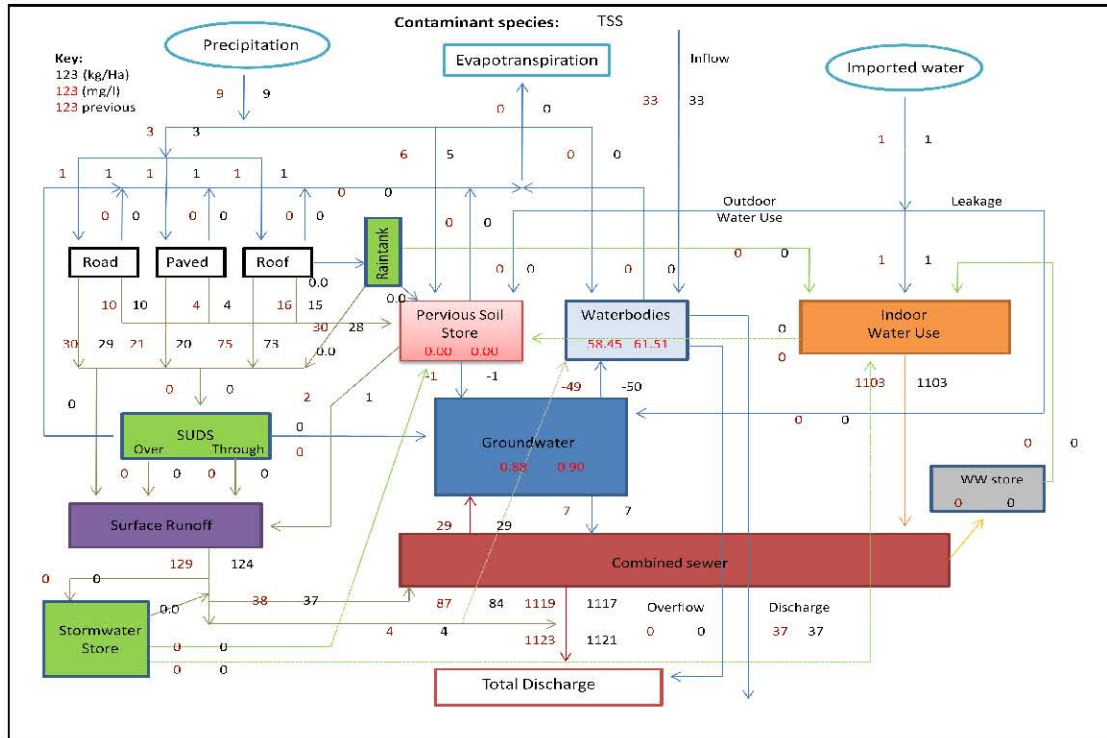 Contaminant species: TSS
Precipitation
Evapotranspiration
Inflow
Imported water
Key:
123 (kg/Ha)
123 (mg/l)
123 previous
9 9
33 33
0 0
3 3
6 5
0 0
1 1
1 1 1 1 1 1
0 0
Outdoor
Water Use
Leakage
0 0 0 0 0 0
0 0
Raintank
0 0
1 1
Road
Paved
Roof
0.0
0 0
0 0
0.0
10 10 4 4 16 15
Pervious Soil
Store
0.00 0.00
Waterbodies
58.45 61.51
Indoor
Water Use
30 28
0
0
30 29 21 20 75 73
0.0
-1 -1
-49 -50
1103 1103
0 0
2 1
0
0 0
SUDS
Over Through
0
0
Groundwater
0.88 0.90
0 0
WW store
0 0
0 0 0 0
Surface Runoff
29 29
7 7
Combined sewer
129 124
0 0
0.0
38 37
87 84
1119 1117
Overflow
0 0
Discharge
37 37
Stormwater
Store
4 4
1123 1121
0 0
0 0
Total Discharge